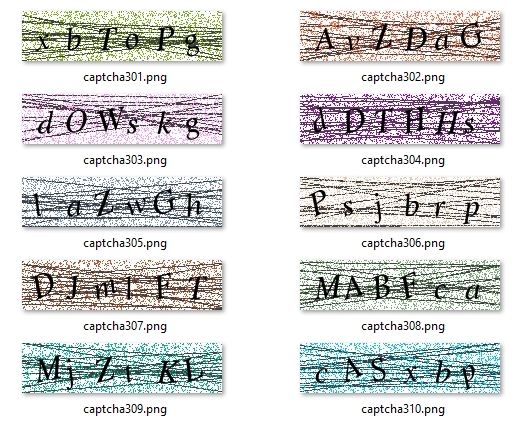 x b T o P g	A v Z D a G
captcha301.png	captcha302.png
d O W s k g	d D T H H s
captcha303.png	captcha304.png
a Z w G h	P s j b r p
captcha305.png	captcha306.png
D J m F T	M A B F c a
captcha307.png	captcha308.png
M j Z K L	c A S x b p
captcha309.png	captcha310.png